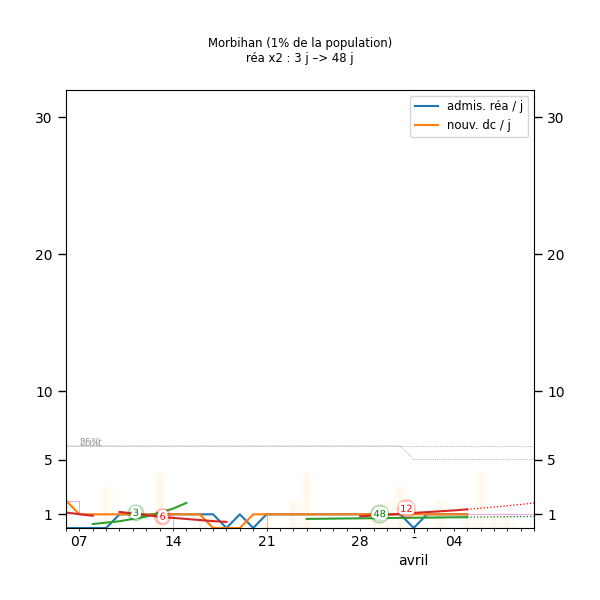 Morbihan (1% de la population)
réa x2 : 3 j –> 48 j
admis. réa / j
nouv. dc / j
30 30
20 20
10 10
5 5
1 1
3 6 48 12
07 14 21 28 - 04
avril